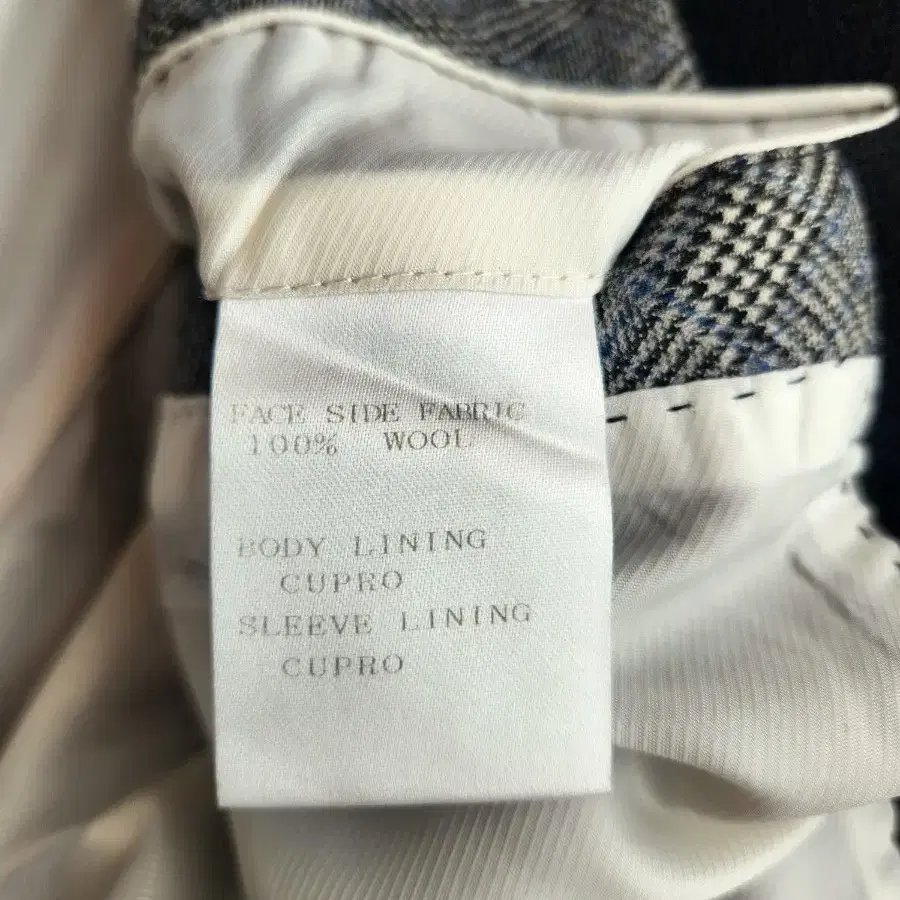 FACE SIDE FABRIC
100% WOOL
BODY LINING
CUPRO
SLEEVE LINING
CUPRO